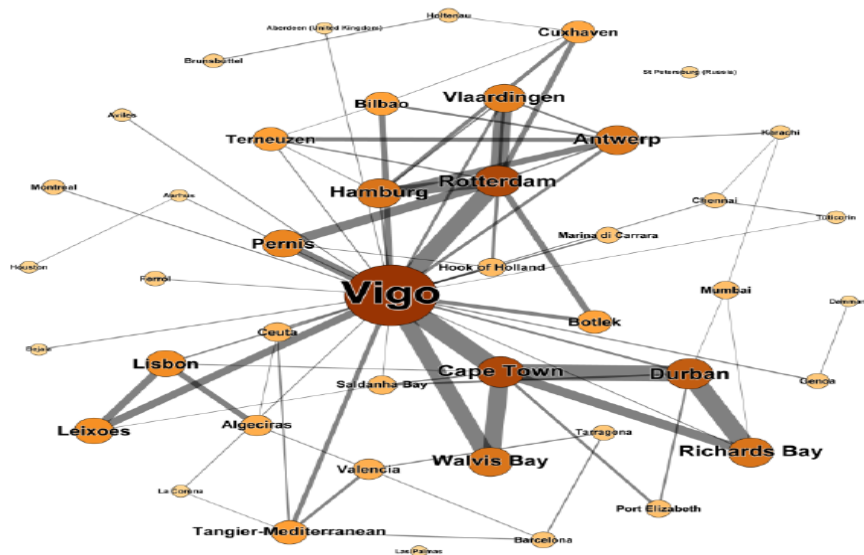 Holtenau
Aberdeen (United Kingdom)
Cuxhaven
Brunsbüttel
St Petersburg (Russia)
Bilbao
Vlaardingen
Aviles
Terneuzen
Antwerp
Karachi
Montreal
Aarhus
Hamburg
Rotterdam
Chennai
Tuticorin
Pernis
Marina di Carrara
Houston
Hook of Holland
Ferrol
Vigo
Mumbai
Botlek
Ceuta
Bejaia
Lisbon
Cape Town
Durban
Saldanha Bay
Genoa
Leixoes
Algeciras
Tarragona
Walvis Bay
Richards Bay
Valencia
La Corona
Port Elizabeth
Tangier-Mediterranean
Barcelona
Las Palmas